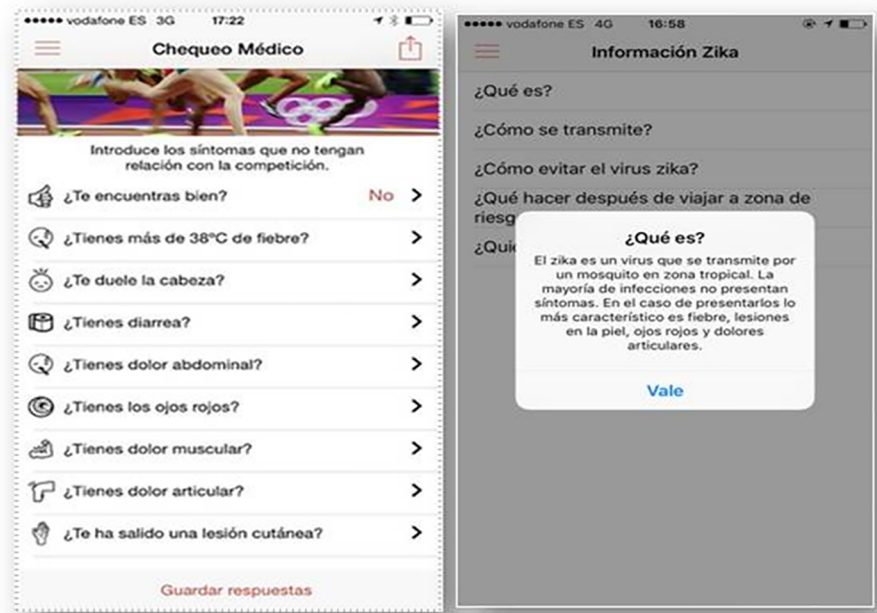 vodafone ES 3G 17:22
Chequeo Médico
Introduce los síntomas que no tengan
relación con la competición.
¿Te encuentras bien? No
¿Tienes más de 38ºC de fiebre?
¿Te duele la cabeza?
¿Tienes diarrea?
¿Tienes dolor abdominal?
¿Tienes los ojos rojos?
¿Tienes dolor muscular?
¿Tienes dolor articular?
¿Te ha salido una lesión cutánea?
Guardar respuestas
vodafone ES 4G 16:58
Información Zika
¿Qué es?
¿Cómo se transmite?
¿Cómo evitar el virus zika?
¿Qué hacer después de viajar a zona de
riesg
¿Qui
¿Qué es?
El zika es un virus que se transmite por
un mosquito en zona tropical. La
mayoría de infecciones no presentan
síntomas. En el caso de presentarlos lo
más característico es fiebre, lesiones
en la piel, ojos rojos y dolores
articulares.
Vale